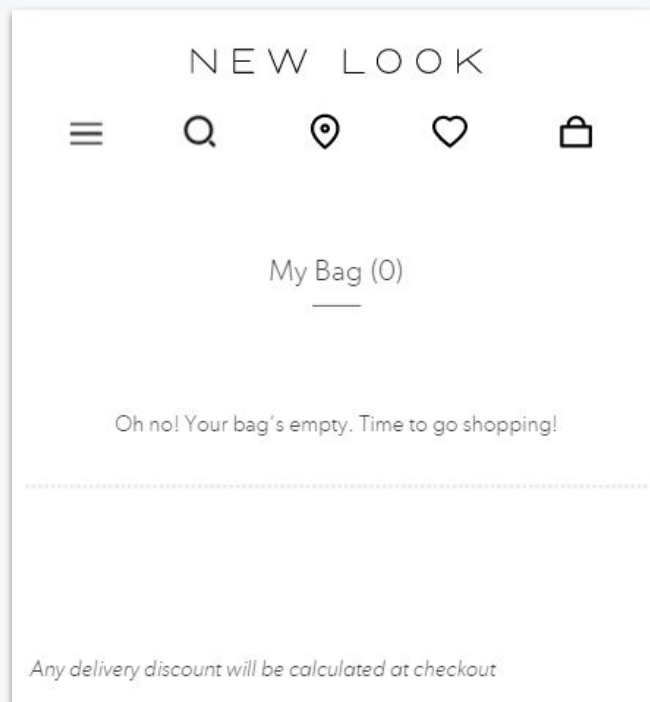 NEW LOOK
My Bag (0)
Oh no! Your bag's empty. Time to go shopping!
Any delivery discount will be calculated at checkout